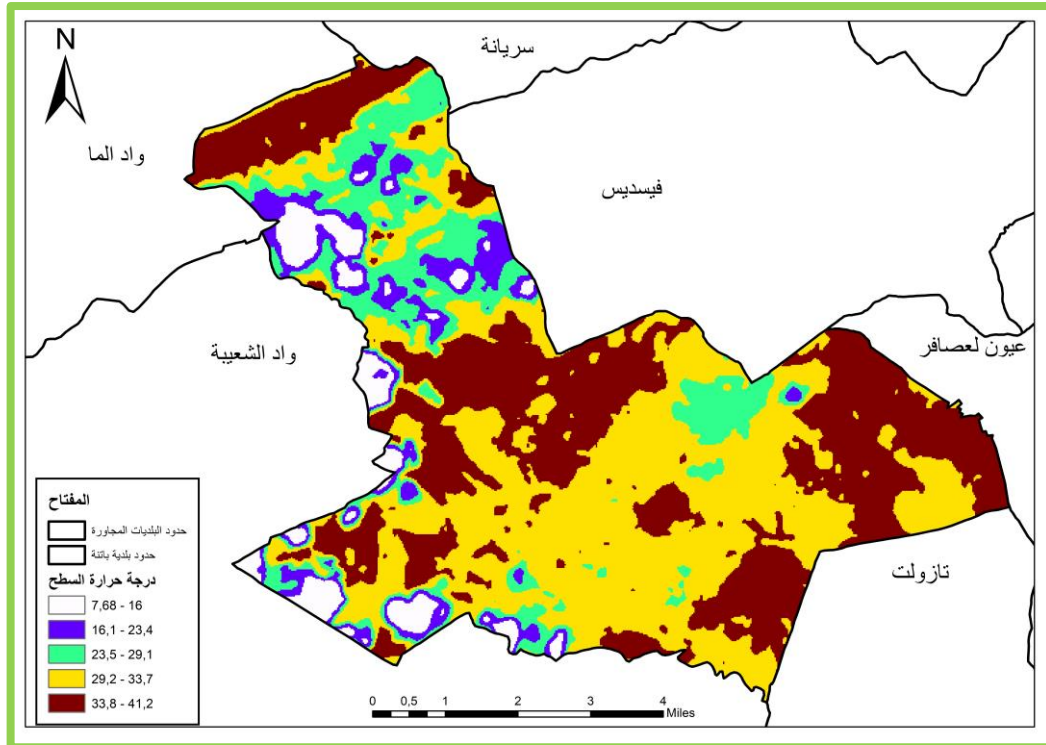 N
سريانة
واد الما
فيسديس
واد الشعيبة
عيون لعصافر
تازولت
المفتاح
حدود البلديات المجاورة
حدود بلدية باتنة
درجة حرارة السطح
7,68 - 16
16,1 - 23,4
23,5 - 29,1
29,2 - 33,7
33,8 - 41,2
0 0,5 1 2 3 4
Miles